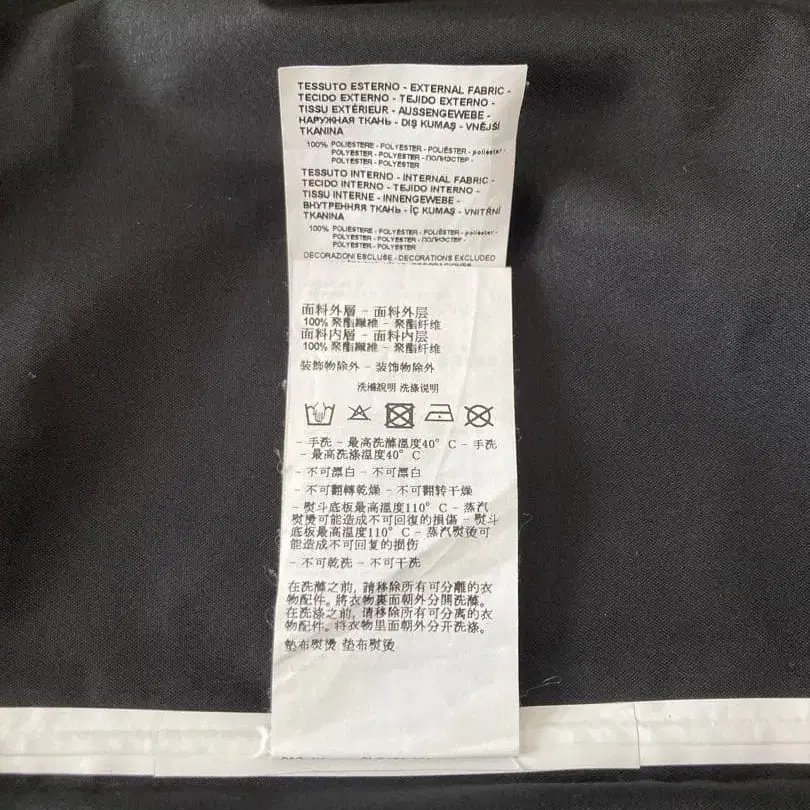 TESSUTO ESTERNO - EXTERNAL FABRIC -
TECIDO EXTERNO - TEJIDO EXTERNO -
TISSU EXTÉRIEUR - AUSSENGEWEBE -
НАРУЖНАЯ ТКАНЬ - DIŞ KUMAŞ - VNĚJŠÍ
TKANINA
100% POLIESTERE - POLYESTER - POLIÉSTER - poliéster -
POLYESTER - POLYESTER - ПОЛИЭСТЕР -
POLYESTER - POLYESTER
TESSUTO INTERNO - INTERNAL FABRIC -
TECIDO INTERNO - TEJIDO INTERNO -
TISSU INTERNE - INNENGEWEBE -
ВНУТРЕННЯЯ ТКАНЬ - İÇ KUMAŞ - VNITŘNÍ
TKANINA
100% POLIESTERE - POLYESTER - POLIÉSTER - poliéster -
POLYESTER - POLYESTER - ПОЛИЭСТЕР -
POLYESTER - POLYESTER
DECORAZIONI ESCLUSE - DECORATIONS EXCLUDED
面料外層 - 面料外层
100% 聚酯纖維 - 聚酯纤维
面料内層 - 面料内层
100% 聚酯纖維 - 聚酯纤维
裝飾物除外 - 装饰物除外
洗滌說明 洗涤说明
- 手洗 - 最高洗滌溫度40° C - 手洗
- 最高洗涤温度40° C
- 不可漂白 - 不可漂白
- 不可翻轉乾燥 - 不可翻转干燥
- 熨斗底板最高溫度110° C - 蒸汽
熨燙可能造成不可回復的損傷 - 熨斗
底板最高温度110° C - 蒸汽熨烫可
能造成不可回复的损伤
- 不可乾洗 - 不可干洗
在洗滌之前, 請移除所有可分離的衣
物配件。將衣物裏面朝外分開洗滌。
在洗涤之前, 请移除所有可分离的衣
物配件。将衣物里面朝外分开洗涤。
墊布熨燙 垫布熨烫